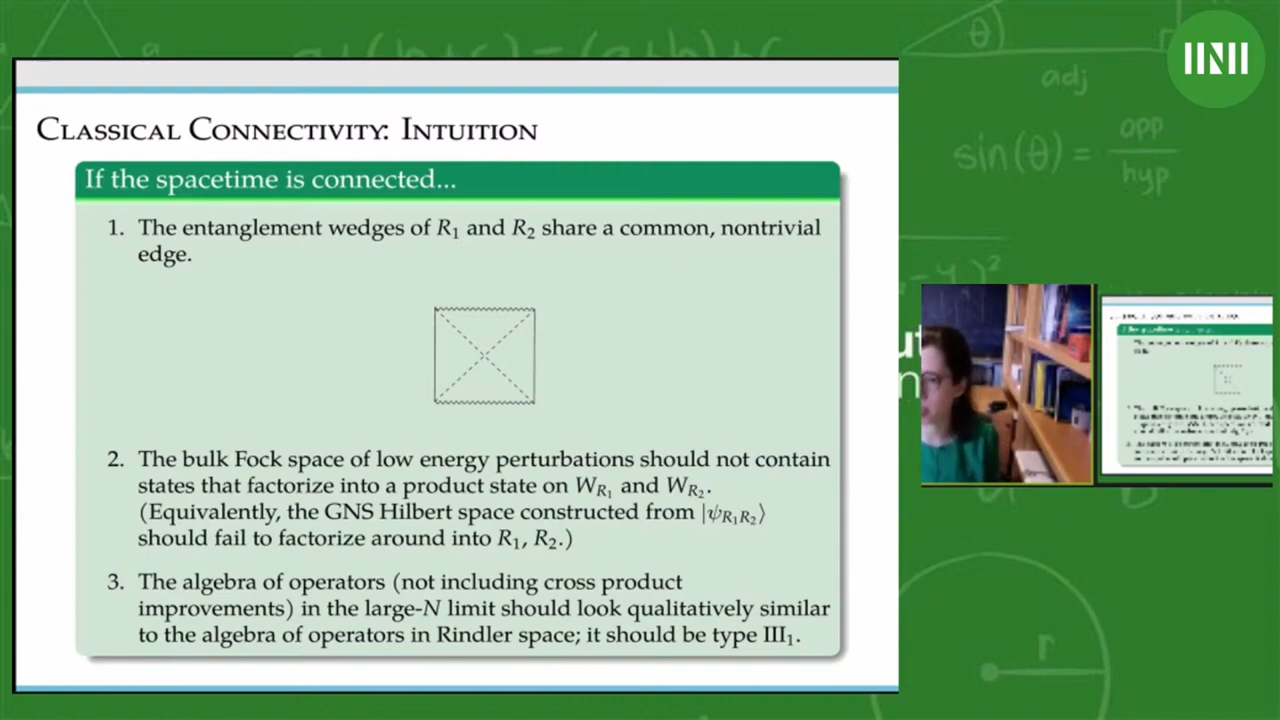 CLASSICAL CONNECTIVITY: INTUITION
If the spacetime is connected...
1. The entanglement wedges of R₁ and R₂ share a common, nontrivial
edge.
2. The bulk Fock space of low energy perturbations should not contain
states that factorize into a product state on W_{R₁} and W_{R₂}.
(Equivalently, the GNS Hilbert space constructed from |ψ_{R₁R₂}⟩
should fail to factorize around into R₁, R₂.)
3. The algebra of operators (not including cross product
improvements) in the large-N limit should look qualitatively similar
to the algebra of operators in Rindler space; it should be type III₁.
θ
adj
sin(θ) = opp
hyp
r